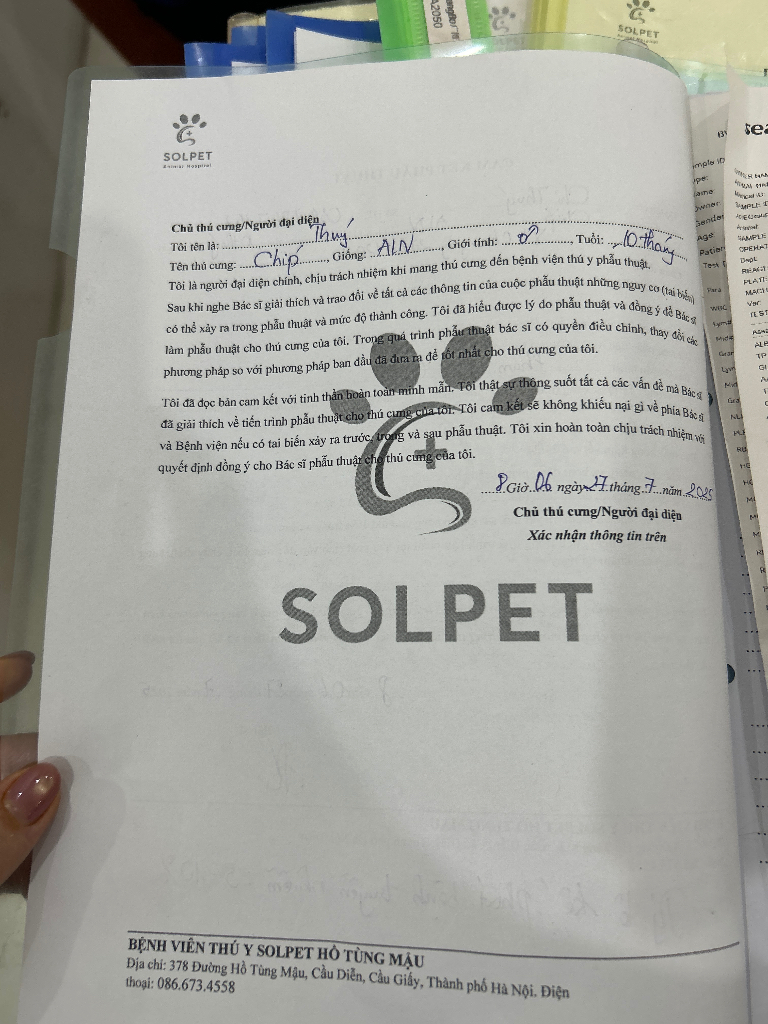 SOLPET
Animal Hospital
SOLPET
Chủ thú cưng/Người đại diện
Tôi tên là: Thuý
Tên thú cưng: Chip, Giống: ALN, Giới tính: ♂, Tuổi: 10 tháng
Tôi là người đại diện chính, chịu trách nhiệm khi mang thú cưng đến bệnh viện thú y phẫu thuật.
Sau khi nghe Bác sĩ giải thích và trao đổi về tất cả các thông tin của cuộc phẫu thuật những nguy cơ (tai biến)
có thể xảy ra trong phẫu thuật và mức độ thành công. Tôi đã hiểu được lý do phẫu thuật và đồng ý để Bác sĩ
làm phẫu thuật cho thú cưng của tôi. Trong quá trình phẫu thuật bác sĩ có quyền điều chỉnh, thay đổi các
phương pháp so với phương pháp ban đầu đã đưa ra để tốt nhất cho thú cưng của tôi.
Tôi đã đọc bản cam kết với tinh thần hoàn toàn minh mẫn. Tôi thật sự thông suốt tất cả các vấn đề mà Bác sĩ
đã giải thích về tiến trình phẫu thuật cho thú cưng của tôi. Tôi cam kết sẽ không khiếu nại gì về phía Bác sĩ
và Bệnh viện nếu có tai biến xảy ra trước, trong và sau phẫu thuật. Tôi xin hoàn toàn chịu trách nhiệm với
quyết định đồng ý cho Bác sĩ phẫu thuật cho thú cưng của tôi.
8 Giờ 06 ngày 27 tháng 7 năm 2025
Chủ thú cưng/Người đại diện
Xác nhận thông tin trên
SOLPET
BỆNH VIỆN THÚ Y SOLPET HỒ TÙNG MẬU
Địa chỉ: 378 Đường Hồ Tùng Mậu, Cầu Diễn, Cầu Giấy, Thành phố Hà Nội. Điện
thoại: 086.673.4558